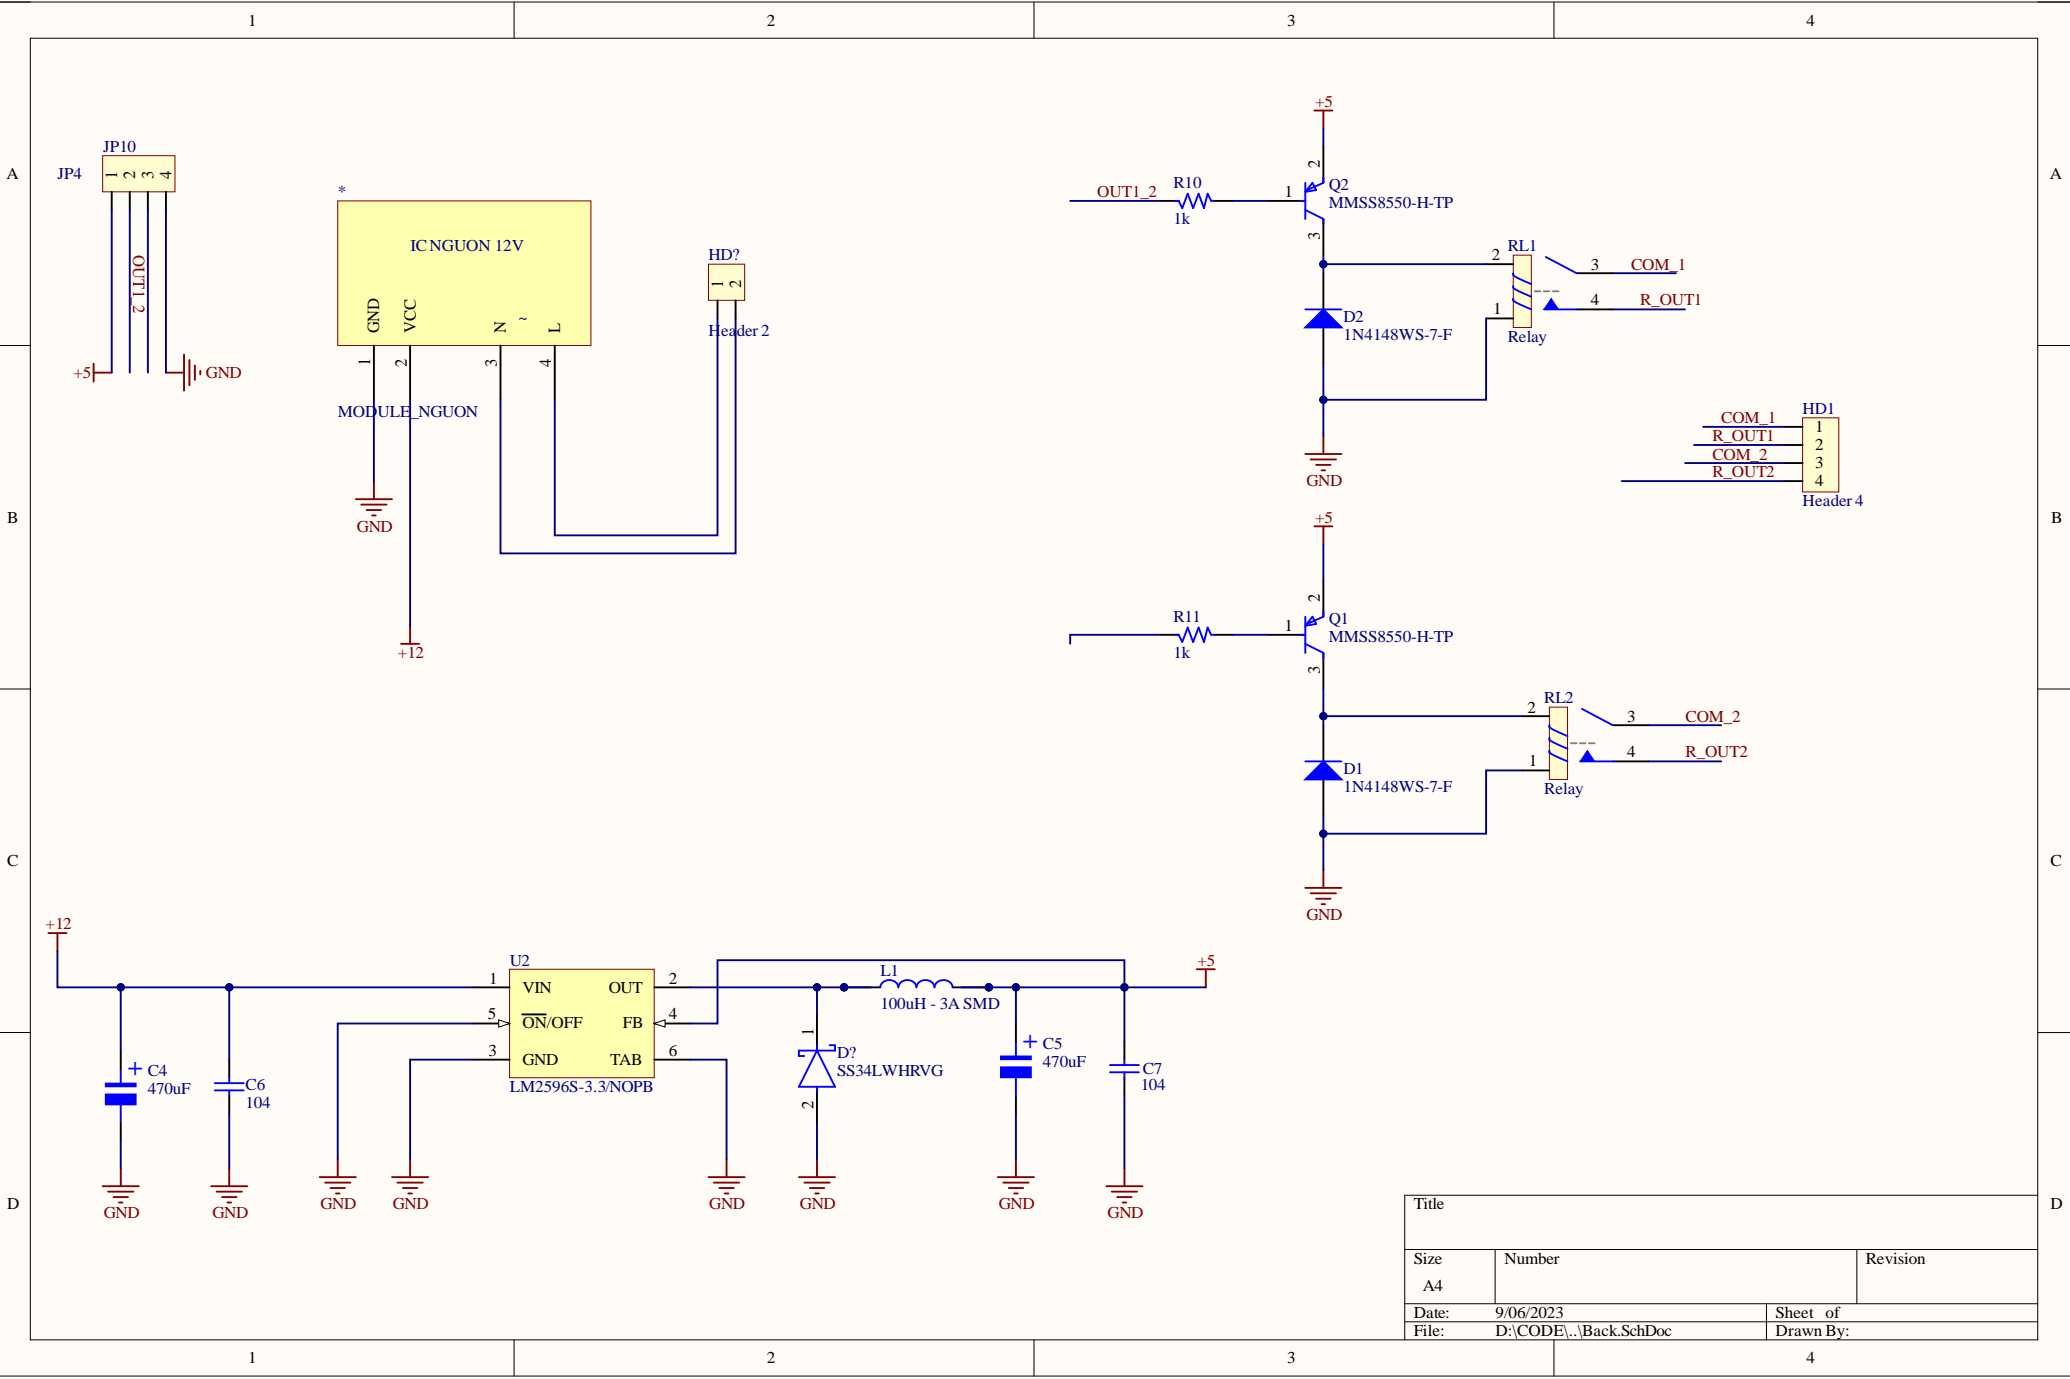 1 2 3 4
A
A
B
B
C
C
D
D
1 2 3 4
JP10
JP4
1 2 3 4
OUT1_2
+5
GND
*
IC NGUON 12V
GND VCC N ~ L
1 2 3 4
MODULE_NGUON
GND
+12
HD?
1 2
Header 2
+5
OUT1_2
R10
1k
1
2
3
Q2
MMSS8550-H-TP
D2
1N4148WS-7-F
GND
RL1
2
1
3
4
COM_1
R_OUT1
Relay
HD1
COM_1 1
R_OUT1 2
COM_2 3
R_OUT2 4
Header 4
+5
R11
1k
1
2
3
Q1
MMSS8550-H-TP
D1
1N4148WS-7-F
GND
RL2
2
1
3
4
COM_2
R_OUT2
Relay
+12
C4
470uF
GND
C6
104
GND
GND
GND
U2
1 VIN OUT 2
5 ON/OFF FB 4
3 GND TAB 6
LM2596S-3.3/NOPB
GND
1
D?
SS34LWHRVG
2
GND
L1
100uH - 3A SMD
C5
470uF
GND
C7
104
GND
+5
Title
Size Number Revision
A4
Date: 9/06/2023 Sheet of
File: D:\CODE\..\Back.SchDoc Drawn By: